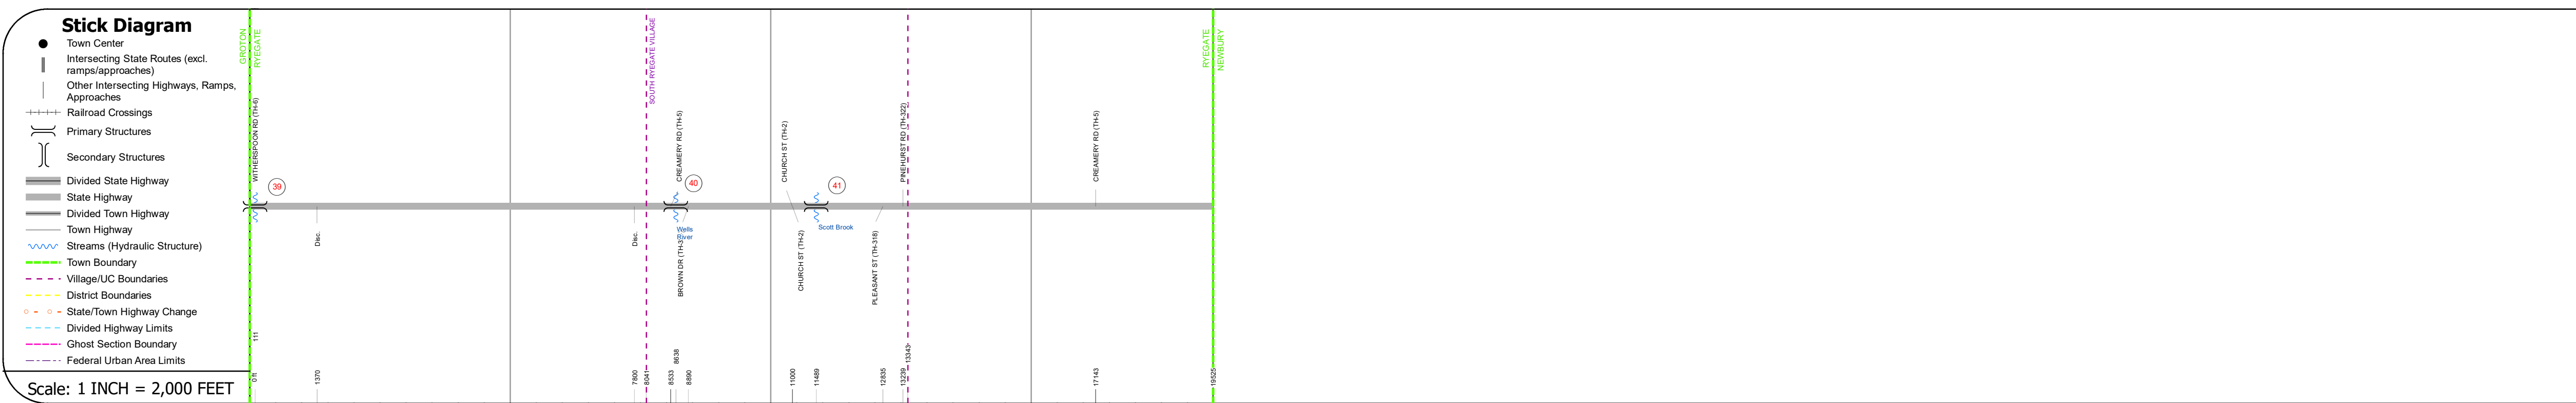 Stick Diagram
Town Center
Intersecting State Routes (excl.
ramps/approaches)
Other Intersecting Highways, Ramps,
Approaches
Railroad Crossings
Primary Structures
Secondary Structures
Divided State Highway
State Highway
Divided Town Highway
Town Highway
Streams (Hydraulic Structure)
Town Boundary
Village/UC Boundaries
District Boundaries
State/Town Highway Change
Divided Highway Limits
Ghost Section Boundary
Federal Urban Area Limits
Scale: 1 INCH = 2,000 FEET
GROTON
RYEGATE
WITHERSPOON RD (TH-6)
39
Disc.
Disc.
SOUTH RYEGATE VILLAGE
CREAMERY RD (TH-5)
40
Wells
River
BROWN DR (TH-3
CHURCH ST (TH-2)
CHURCH ST (TH-2)
41
Scott Brook
PLEASANT ST (TH-318)
PINEHURST RD (TH-322)
CREAMERY RD (TH-5)
RYEGATE
NEWBURY
0 ft
111
1370
7800
8041
8533
8638
8890
11000
11489
12835
13239
13343
17143
19525